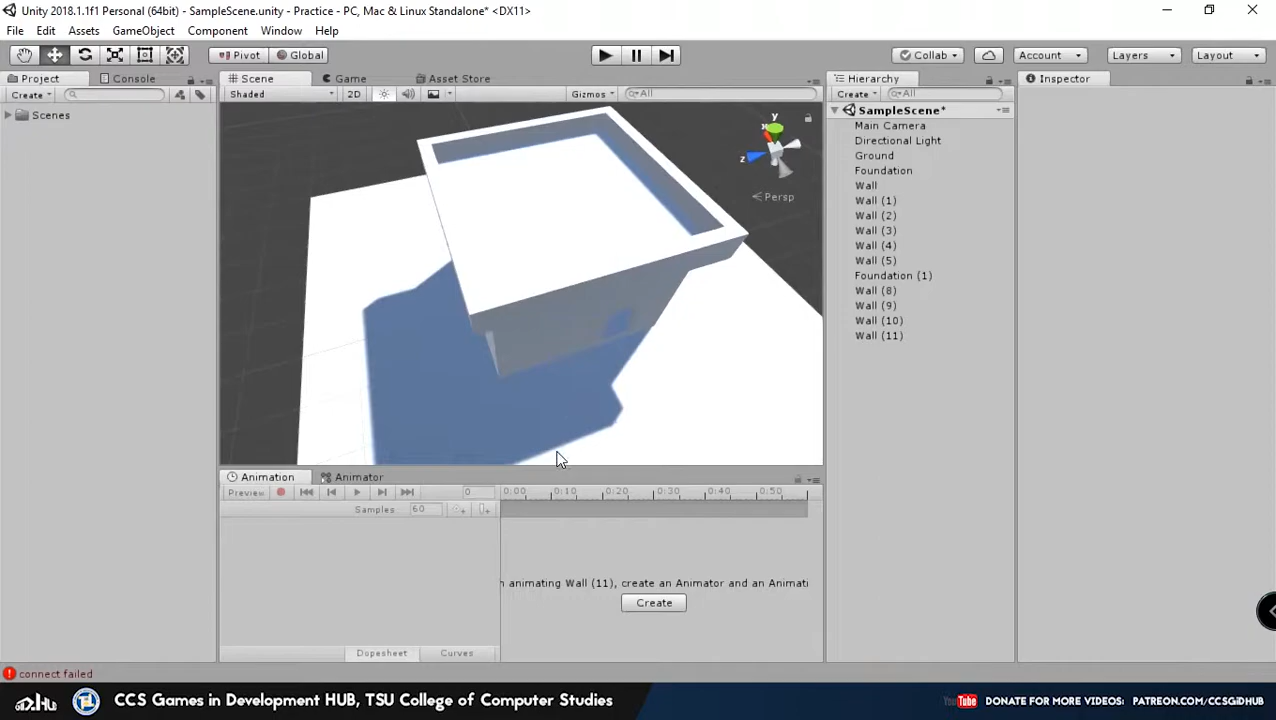 Unity 2018.1.1f1 Personal (64bit) - SampleScene.unity - Practice - PC, Mac & Linux Standalone* <DX11>
File Edit Assets GameObject Component Window Help
Pivot Global Collab Account Layers Layout
Project Console Scene Game Asset Store Hierarchy Inspector
Create Shaded 2D Gizmos All Create All
Scenes
SampleScene*
Main Camera
Directional Light
Ground
Foundation
Wall
Wall (1)
Wall (2)
Wall (3)
Wall (4)
Wall (5)
Foundation (1)
Wall (8)
Wall (9)
Wall (10)
Wall (11)
y
x
z
Persp
Animation Animator
Preview 0 0:00 0:10 0:20 0:30 0:40 0:50
Samples 60
animating Wall (11), create an Animator and an Animati
Create
Dopesheet Curves
connect failed
CCS Games in Development HUB, TSU College of Computer Studies
YouTube DONATE FOR MORE VIDEOS: PATREON.COM/CCSGIDHUB